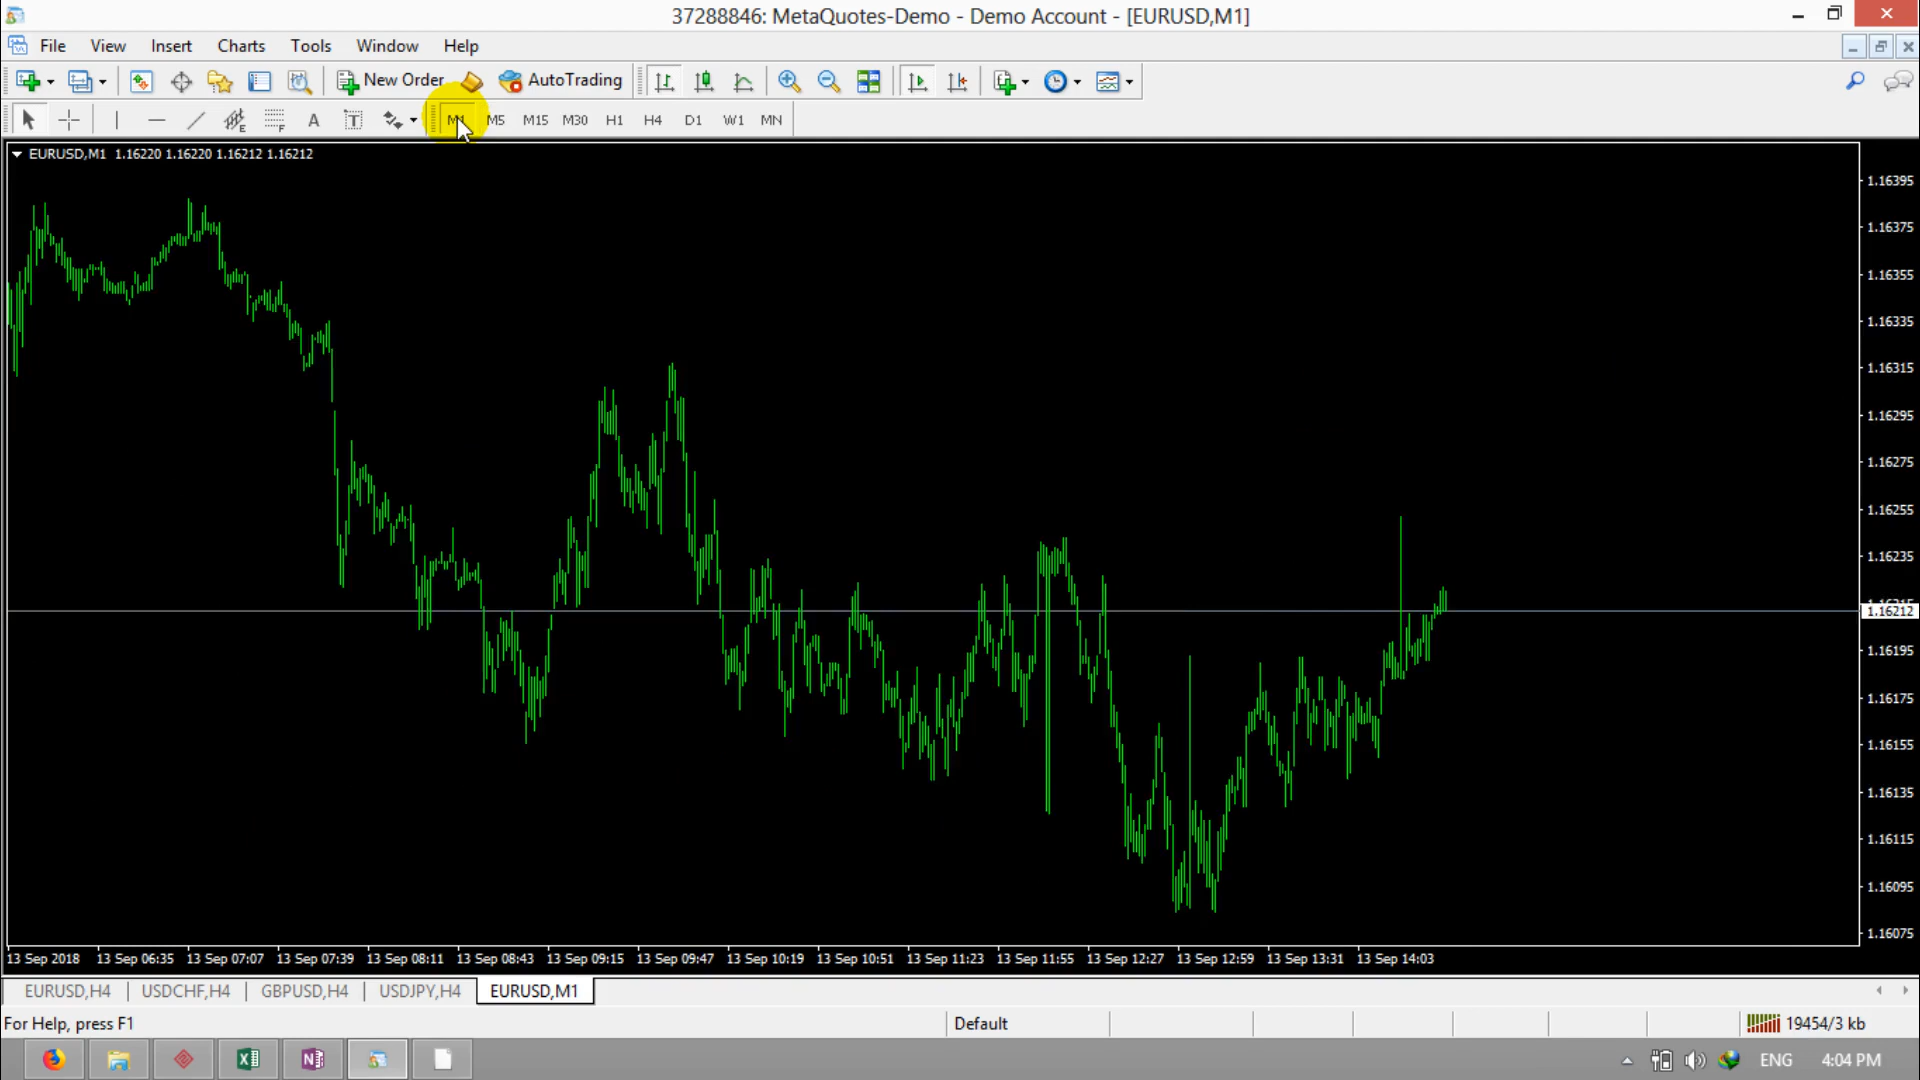 37288846: MetaQuotes-Demo - Demo Account - [EURUSD,M1]
File View Insert Charts Tools Window Help
New Order AutoTrading
A T M1 M5 M15 M30 H1 H4 D1 W1 MN
EURUSD,M1 1.16220 1.16220 1.16212 1.16212
1.16395
1.16375
1.16355
1.16335
1.16315
1.16295
1.16275
1.16255
1.16235
1.16212
1.16195
1.16175
1.16155
1.16135
1.16115
1.16095
1.16075
13 Sep 2018 13 Sep 06:35 13 Sep 07:07 13 Sep 07:39 13 Sep 08:11 13 Sep 08:43 13 Sep 09:15 13 Sep 09:47 13 Sep 10:19 13 Sep 10:51 13 Sep 11:23 13 Sep 11:55 13 Sep 12:27 13 Sep 12:59 13 Sep 13:31 13 Sep 14:03
EURUSD,H4 USDCHF,H4 GBPUSD,H4 USDJPY,H4 EURUSD,M1
For Help, press F1 Default 19454/3 kb
ENG 4:04 PM